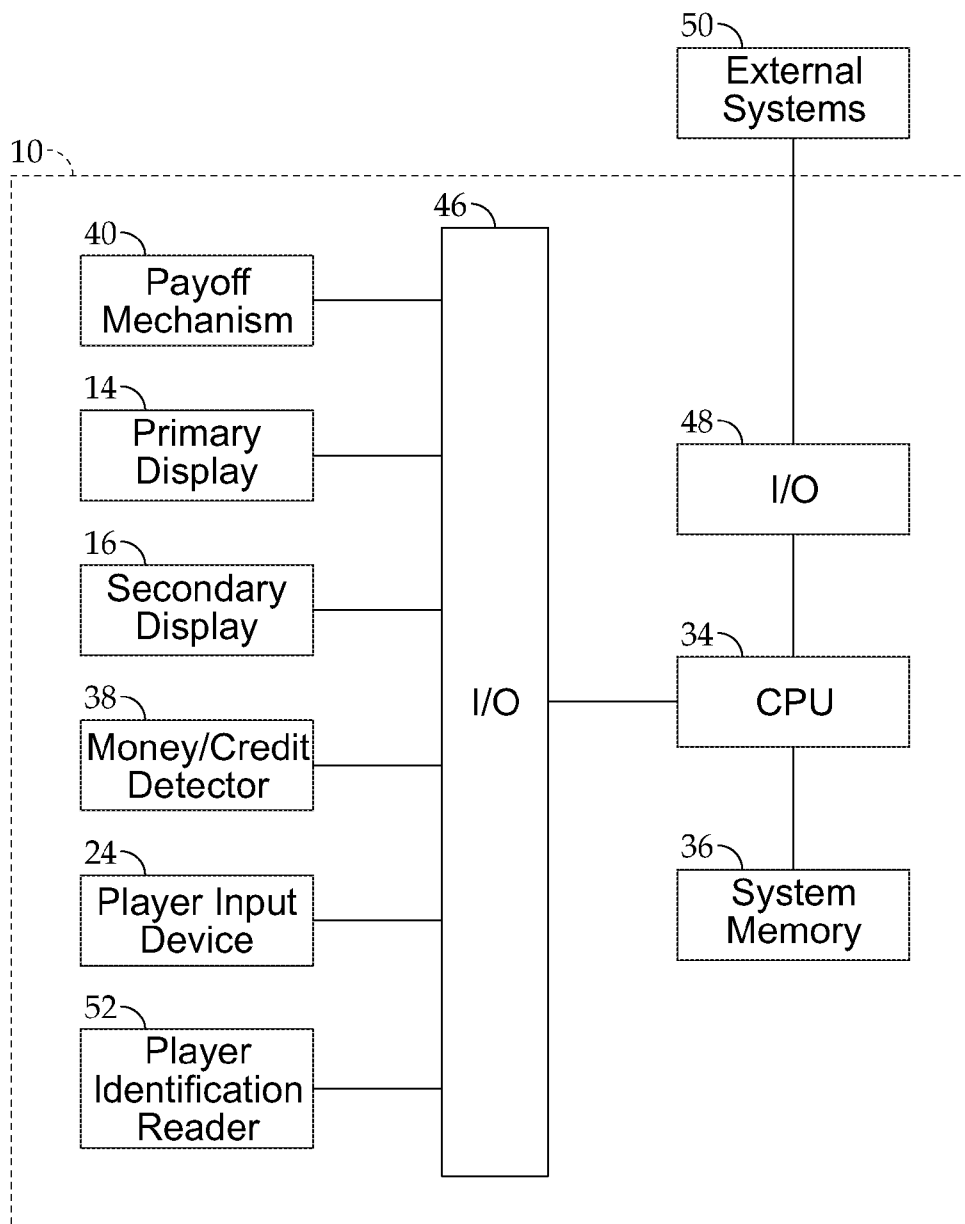 50
External
Systems
10
46
40
Payoff
Mechanism
14
Primary
Display
48
I/O
16
Secondary
Display
34
CPU
I/O
38
Money/Credit
Detector
24
Player Input
Device
36
System
Memory
52
Player
Identification
Reader